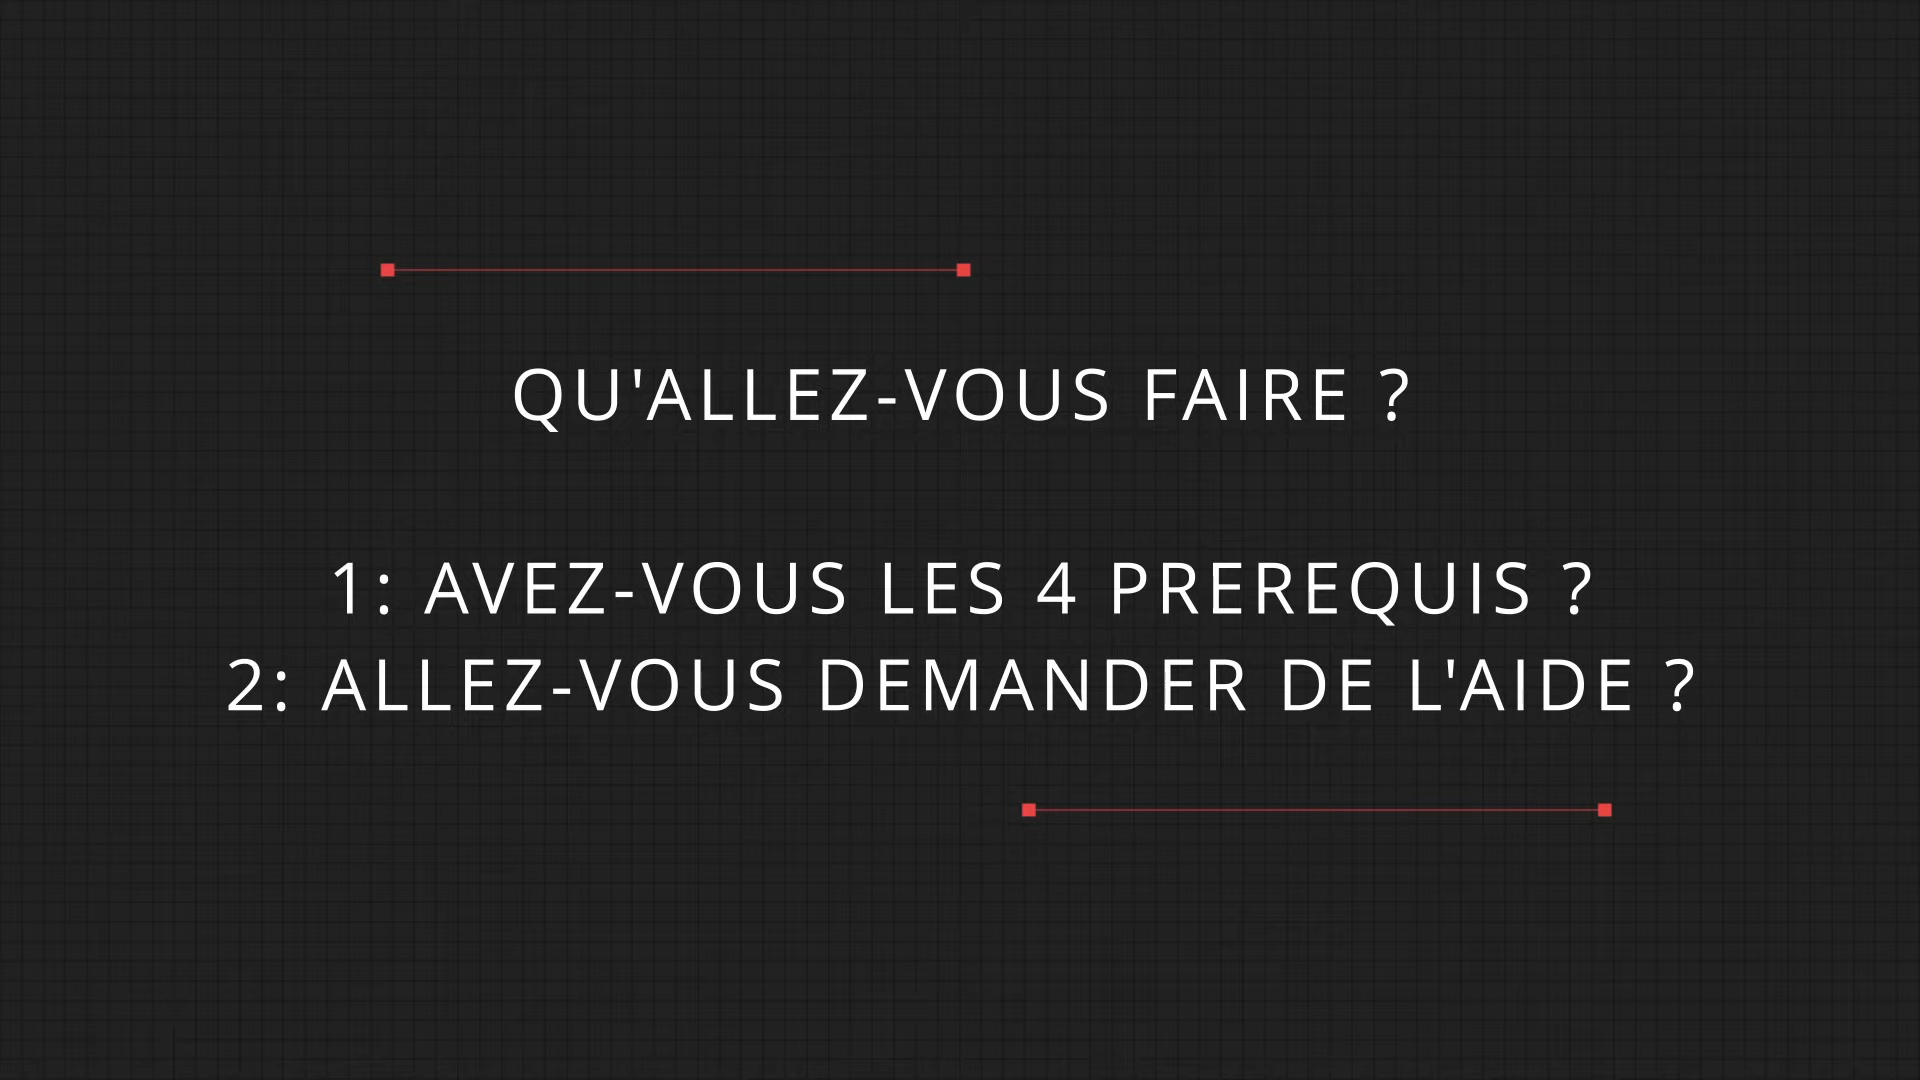 QU'ALLEZ-VOUS FAIRE ?
1: AVEZ-VOUS LES 4 PREREQUIS ?
2: ALLEZ-VOUS DEMANDER DE L'AIDE ?